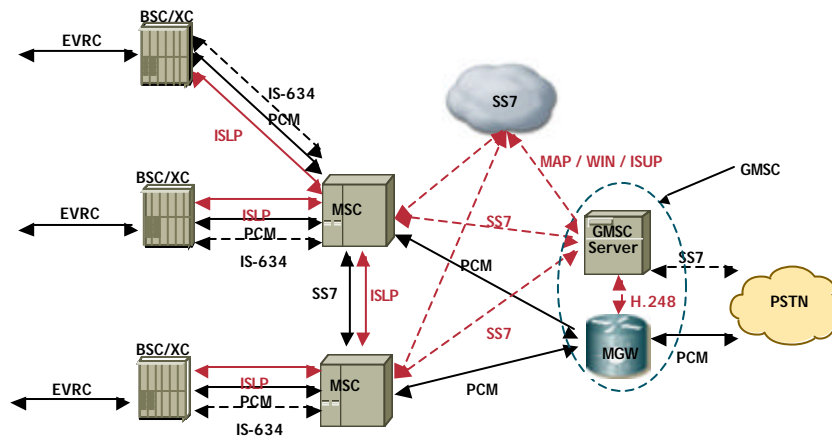 BSC/XC
EVRC
IS-634
PCM
ISLP
SS7
MAP / WIN / ISUP
GMSC
BSC/XC
EVRC
ISLP
PCM
IS-634
MSC
SS7
GMSC
Server
SS7
PCM
H.248
PSTN
SS7
ISLP
SS7
MGW
PCM
BSC/XC
EVRC
ISLP
PCM
IS-634
MSC
PCM